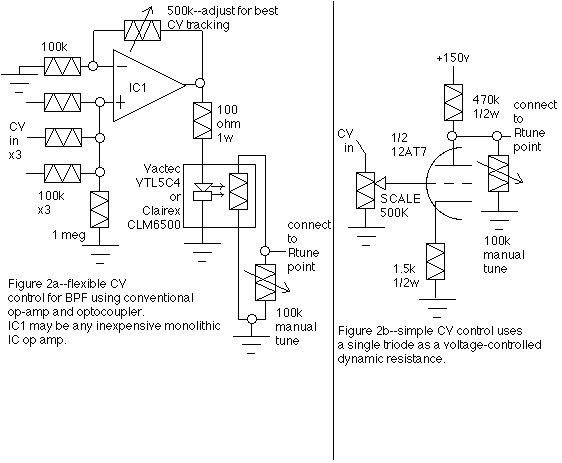 500k--adjust for best
CV tracking
100k
IC1
CV
in
x3
100k
x3
1 meg
100
ohm
1w
Vactec
VTL5C4
or
Clairex
CLM6500
connect
to
Rtune
point
100k
manual
tune
Figure 2a--flexible CV
control for BPF using conventional
op-amp and optocoupler.
IC1 may be any inexpensive monolithic
IC op amp.
+150v
470k
1/2w
connect to
Rtune
point
CV
in
1/2
12AT7
SCALE
500K
1.5k
1/2w
100k
manual
tune
Figure 2b--simple CV control uses
a single triode as a voltage-controlled
dynamic resistance.